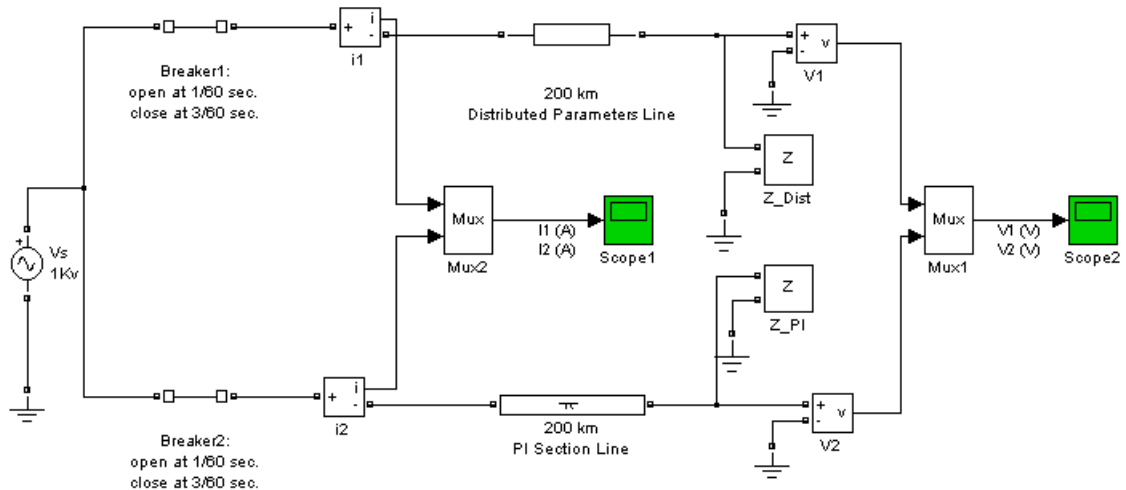 i
+
-
i1
Breaker1:
open at 1/60 sec.
close at 3/60 sec.
200 km
Distributed Parameters Line
+
-
v
V1
Z
Z_Dist
Mux
Mux2
I1 (A)
I2 (A)
Scope1
Mux
Mux1
V1 (V)
V2 (V)
Scope2
+
Vs
1Kv
Z
Z_PI
i
+
-
i2
200 km
PI Section Line
+
-
v
V2
Breaker2:
open at 1/60 sec.
close at 3/60 sec.